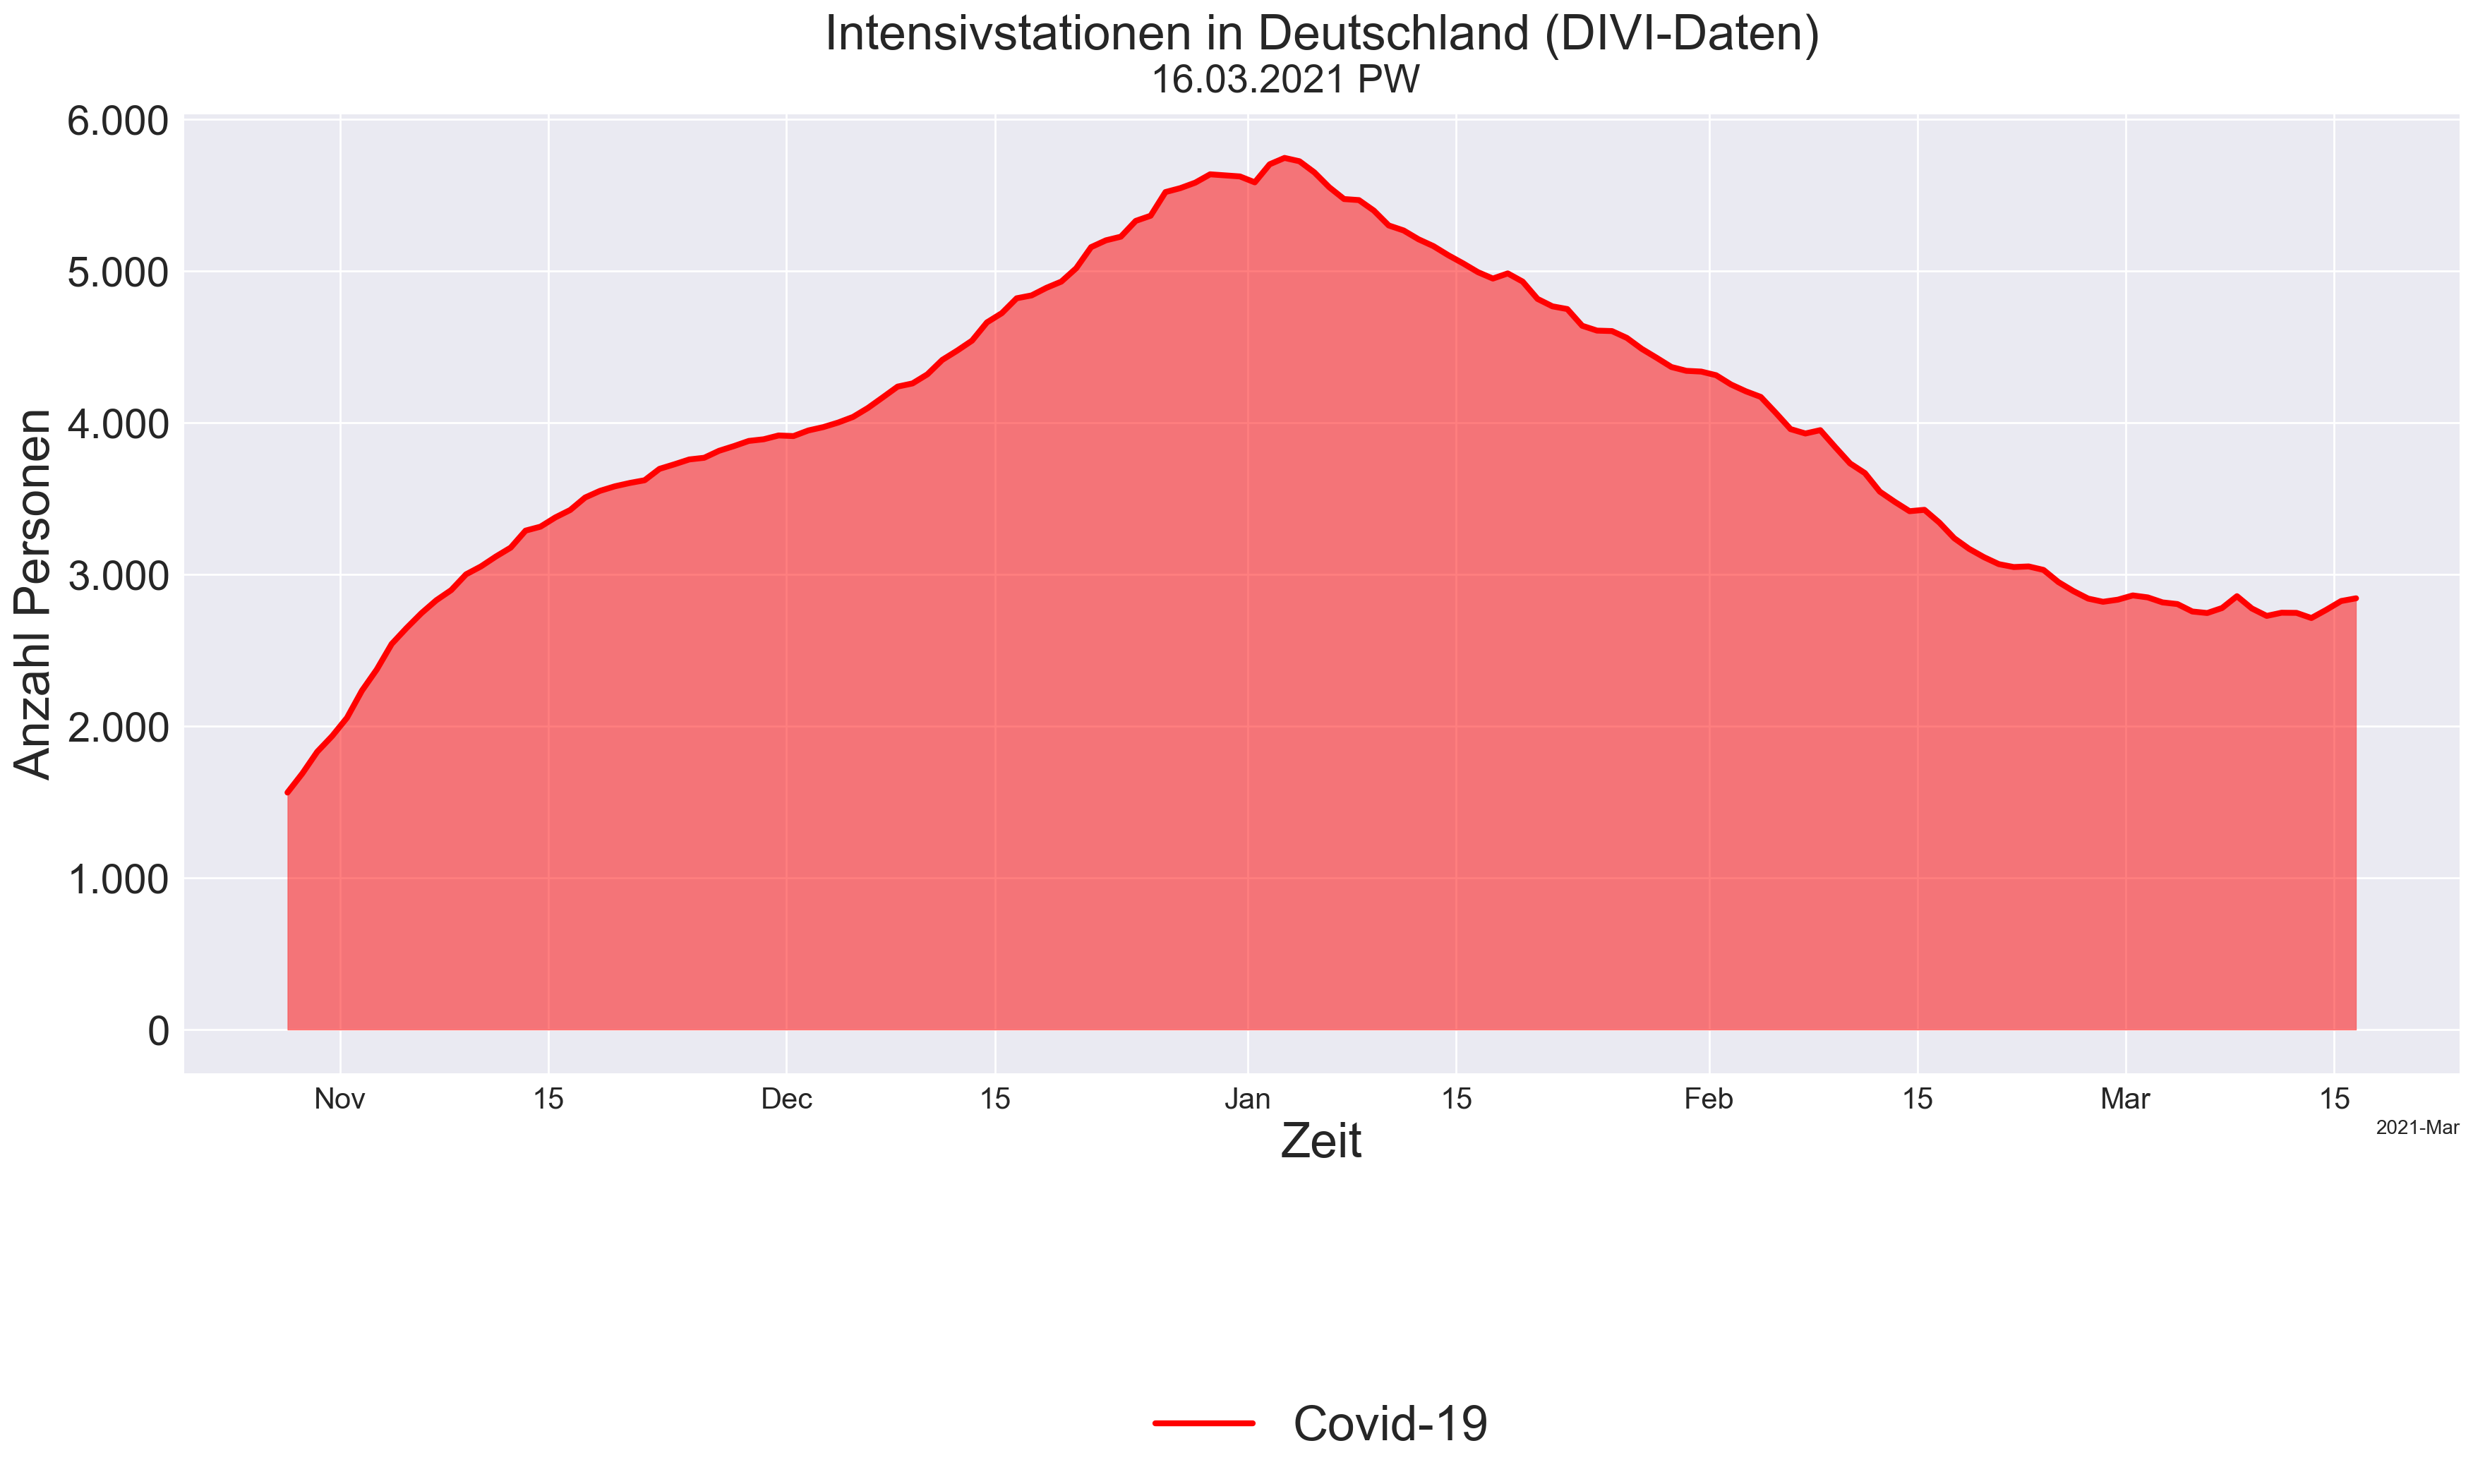 Intensivstationen in Deutschland (DIVI-Daten)
16.03.2021 PW
6.000
5.000
4.000
3.000
2.000
1.000
0
Anzahl Personen
Nov 15 Dec 15 Jan 15 Feb 15 Mar 15
2021-Mar
Zeit
Covid-19